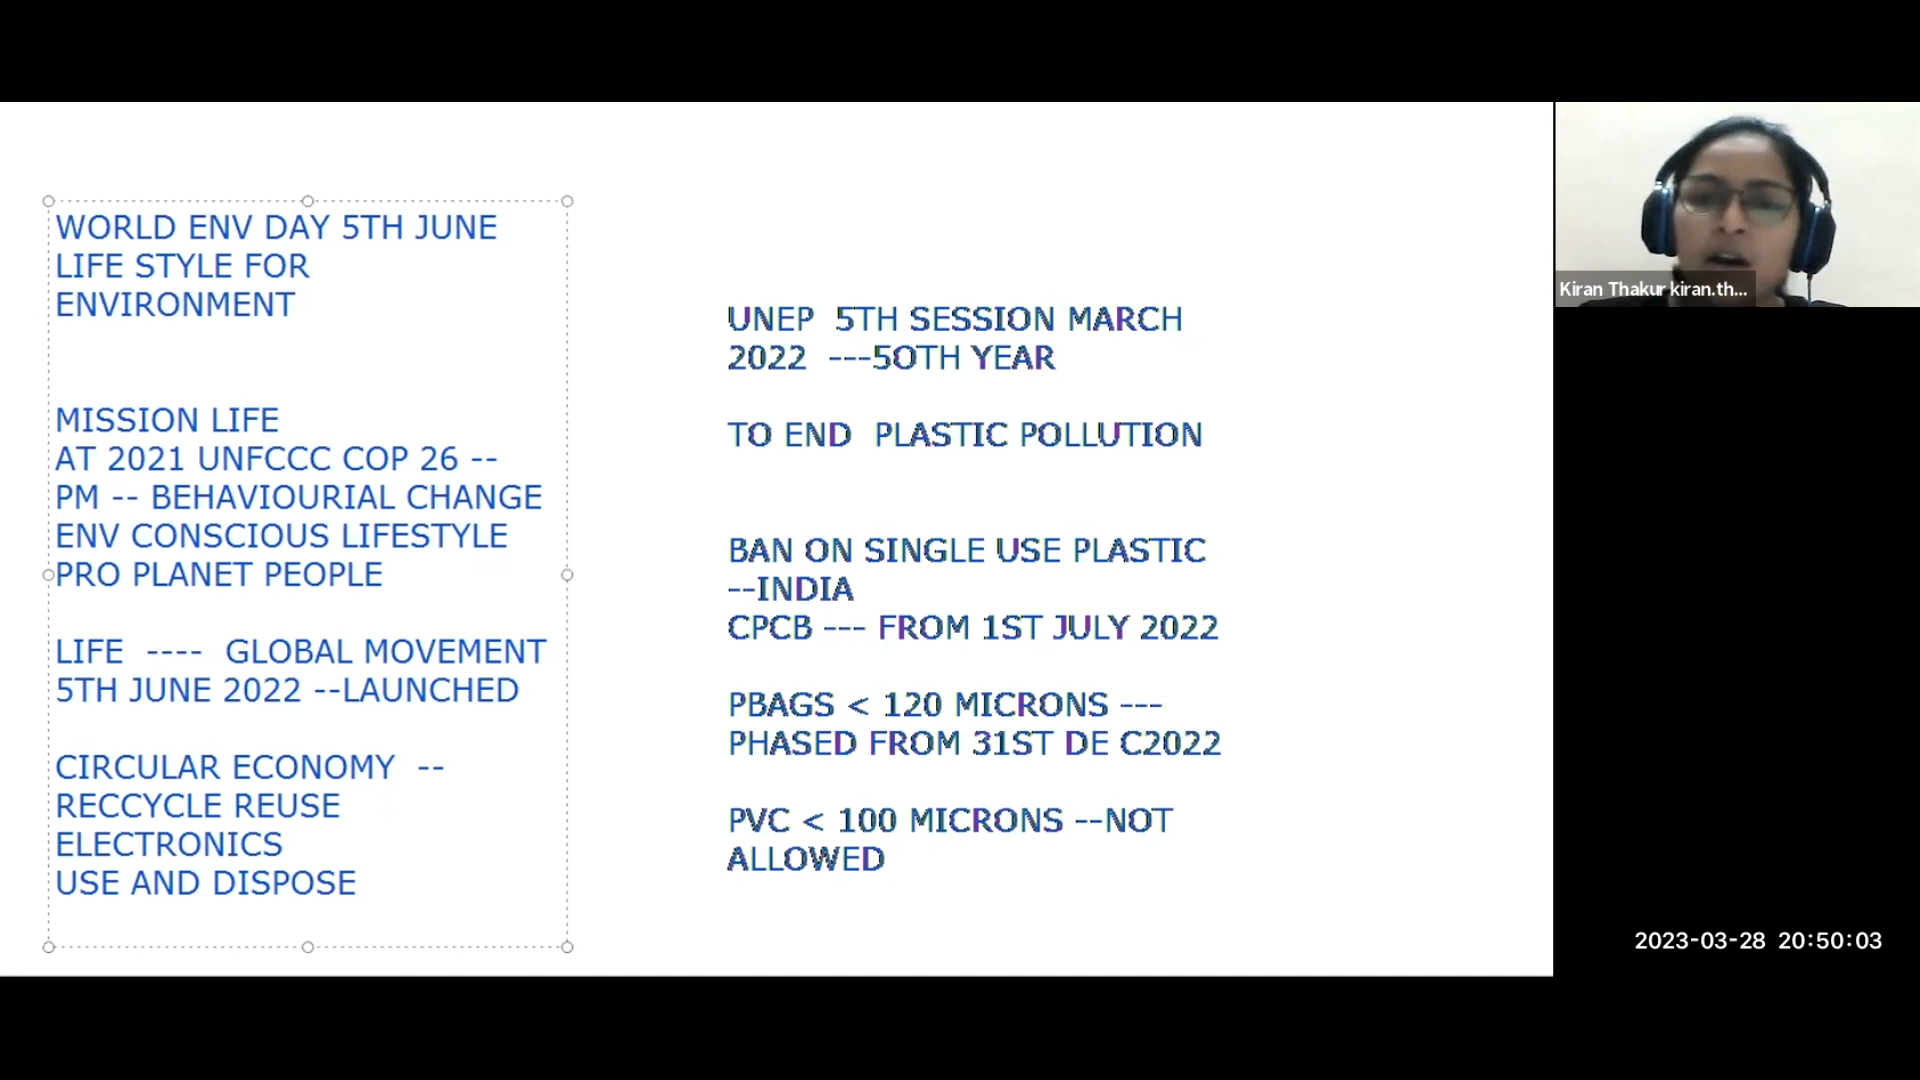 WORLD ENV DAY 5TH JUNE
LIFE STYLE FOR
ENVIRONMENT
MISSION LIFE
AT 2021 UNFCCC COP 26 --
PM -- BEHAVIOURIAL CHANGE
ENV CONSCIOUS LIFESTYLE
PRO PLANET PEOPLE
LIFE ---- GLOBAL MOVEMENT
5TH JUNE 2022 --LAUNCHED
CIRCULAR ECONOMY --
RECCYCLE REUSE
ELECTRONICS
USE AND DISPOSE
UNEP 5TH SESSION MARCH
2022 ---5OTH YEAR
TO END PLASTIC POLLUTION
BAN ON SINGLE USE PLASTIC
--INDIA
CPCB --- FROM 1ST JULY 2022
PBAGS < 120 MICRONS ---
PHASED FROM 31ST DE C2022
PVC < 100 MICRONS --NOT
ALLOWED
Kiran Thakur kiran.th...
2023-03-28 20:50:03